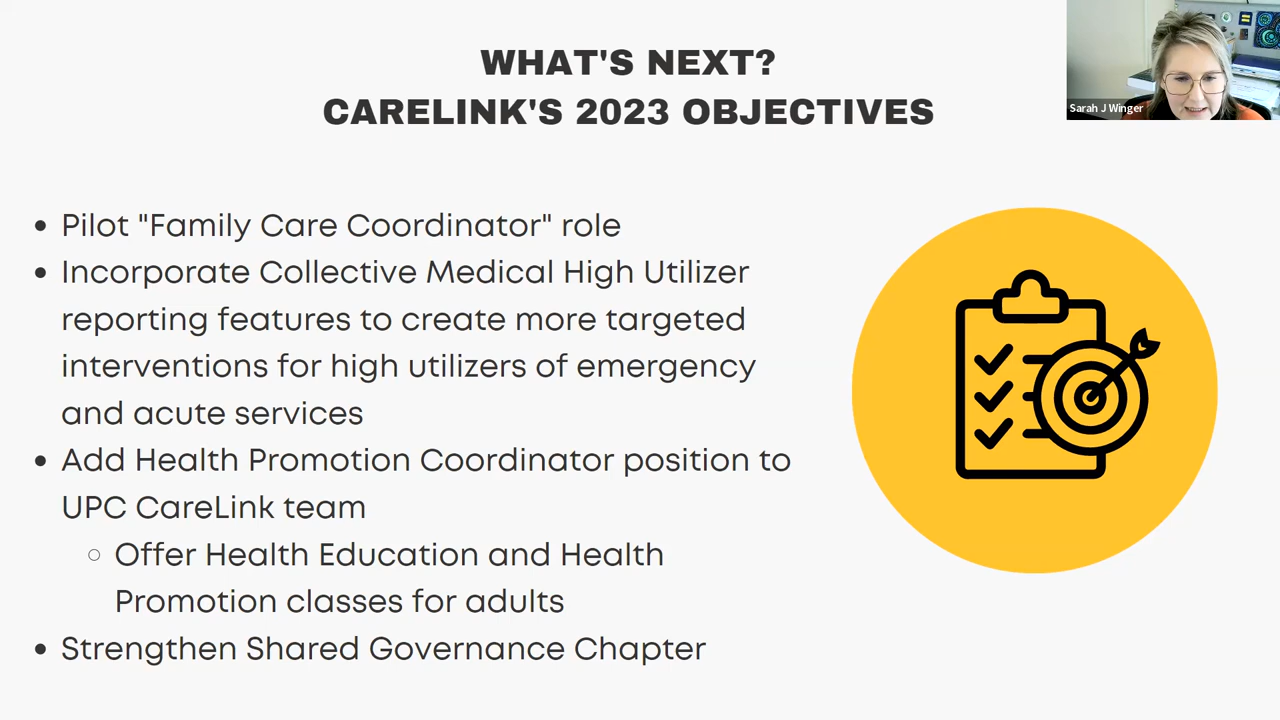 WHAT'S NEXT?
CARELINK'S 2023 OBJECTIVES
Sarah J Winger
• Pilot "Family Care Coordinator" role
• Incorporate Collective Medical High Utilizer
reporting features to create more targeted
interventions for high utilizers of emergency
and acute services
• Add Health Promotion Coordinator position to
UPC CareLink team
○ Offer Health Education and Health
Promotion classes for adults
• Strengthen Shared Governance Chapter